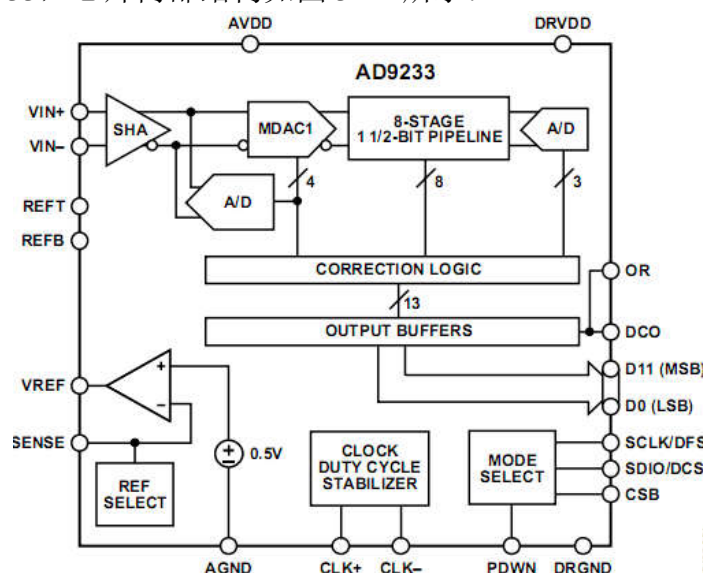 AVDD
DRVDD
AD9233
VIN+
VIN–
SHA
MDAC1
8-STAGE
1 1/2-BIT PIPELINE
A/D
4
8
3
A/D
REFT
REFB
CORRECTION LOGIC
OR
13
OUTPUT BUFFERS
DCO
D11 (MSB)
D0 (LSB)
VREF
+
–
SENSE
0.5V
REF
SELECT
CLOCK
DUTY CYCLE
STABILIZER
MODE
SELECT
SCLK/DFS
SDIO/DCS
CSB
AGND
CLK+
CLK–
PDWN
DRGND